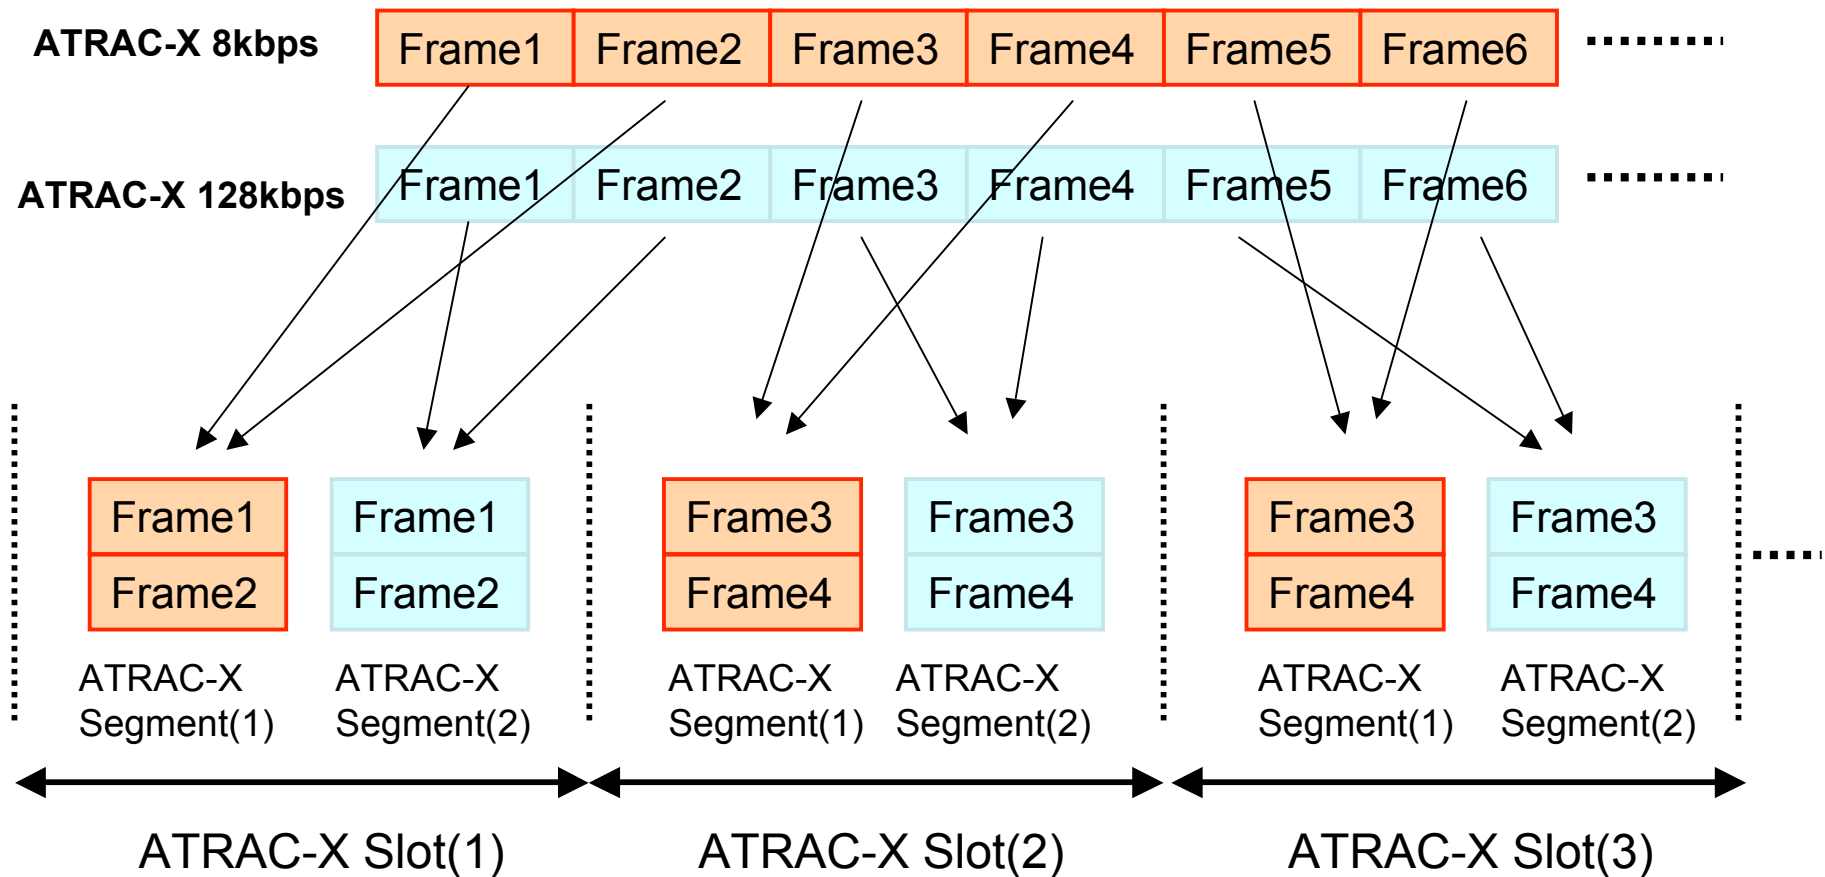 ATRAC-X 8kbps
Frame1 Frame2 Frame3 Frame4 Frame5 Frame6
ATRAC-X 128kbps
Frame1 Frame2 Frame3 Frame4 Frame5 Frame6
Frame1 Frame1 Frame3 Frame3 Frame3 Frame3
Frame2 Frame2 Frame4 Frame4 Frame4 Frame4
ATRAC-X ATRAC-X ATRAC-X ATRAC-X ATRAC-X ATRAC-X
Segment(1) Segment(2) Segment(1) Segment(2) Segment(1) Segment(2)
ATRAC-X Slot(1) ATRAC-X Slot(2) ATRAC-X Slot(3)